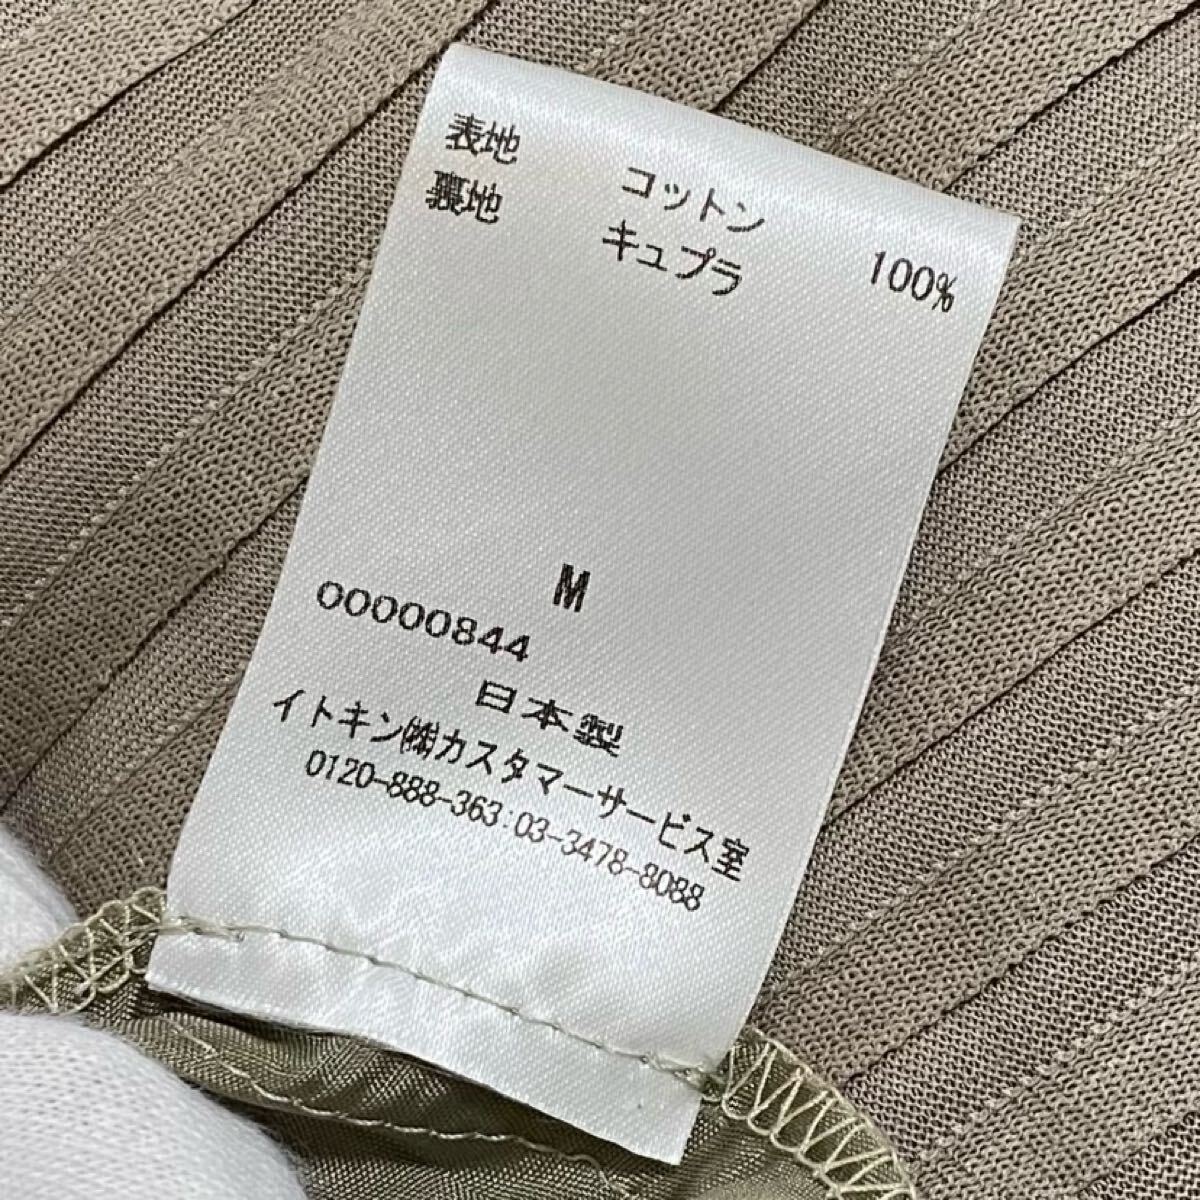 表地 コットン 100%
裏地 キュプラ
M
00000844
日本製
イトキン㈱カスタマーサービス室
0120-888-363:03-3478-8088